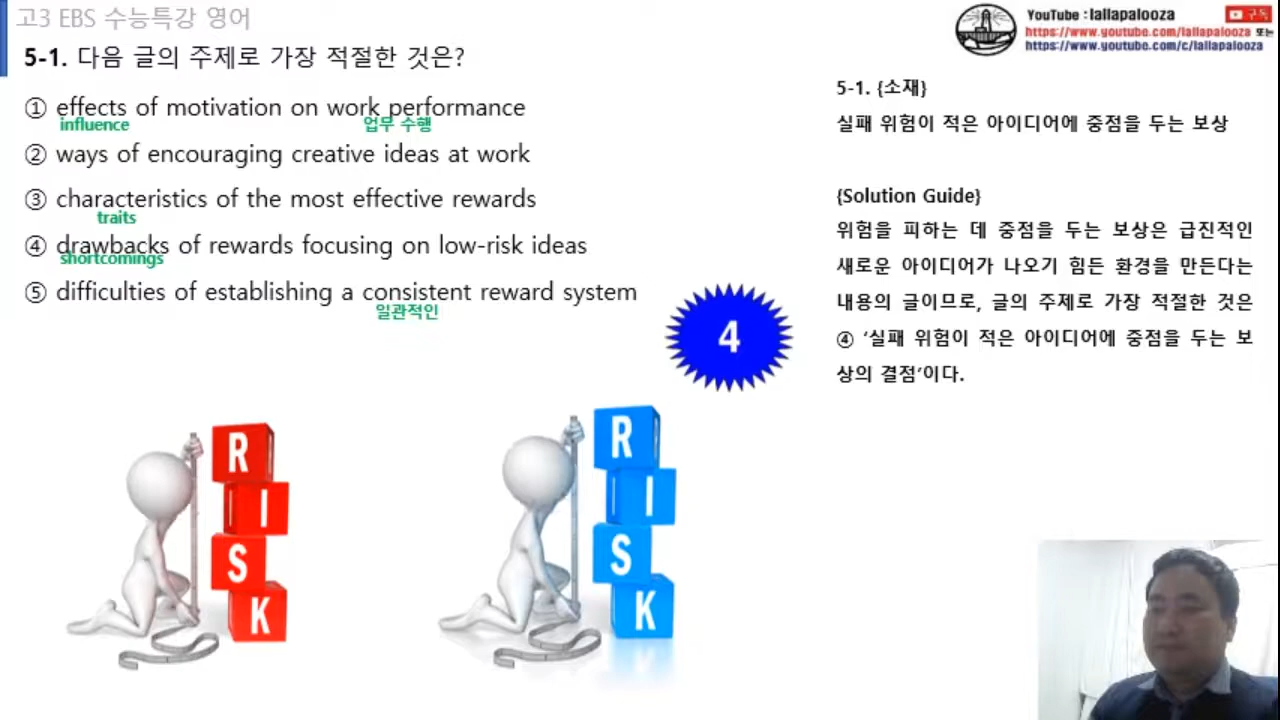 고3 EBS 수능특강 영어
YouTube : lallapalooza
구독
https://www.youtube.com/lallapalooza 또는
https://www.youtube.com/c/lallapalooza
5-1. 다음 글의 주제로 가장 적절한 것은?
① effects of motivation on work performance
influence 업무 수행
② ways of encouraging creative ideas at work
③ characteristics of the most effective rewards
traits
④ drawbacks of rewards focusing on low-risk ideas
shortcomings
⑤ difficulties of establishing a consistent reward system
일관적인
4
5-1. {소재}
실패 위험이 적은 아이디어에 중점을 두는 보상
{Solution Guide}
위험을 피하는 데 중점을 두는 보상은 급진적인
새로운 아이디어가 나오기 힘든 환경을 만든다는
내용의 글이므로, 글의 주제로 가장 적절한 것은
④ ‘실패 위험이 적은 아이디어에 중점을 두는 보
상의 결점’이다.
R
I
S
K
R
I
S
K